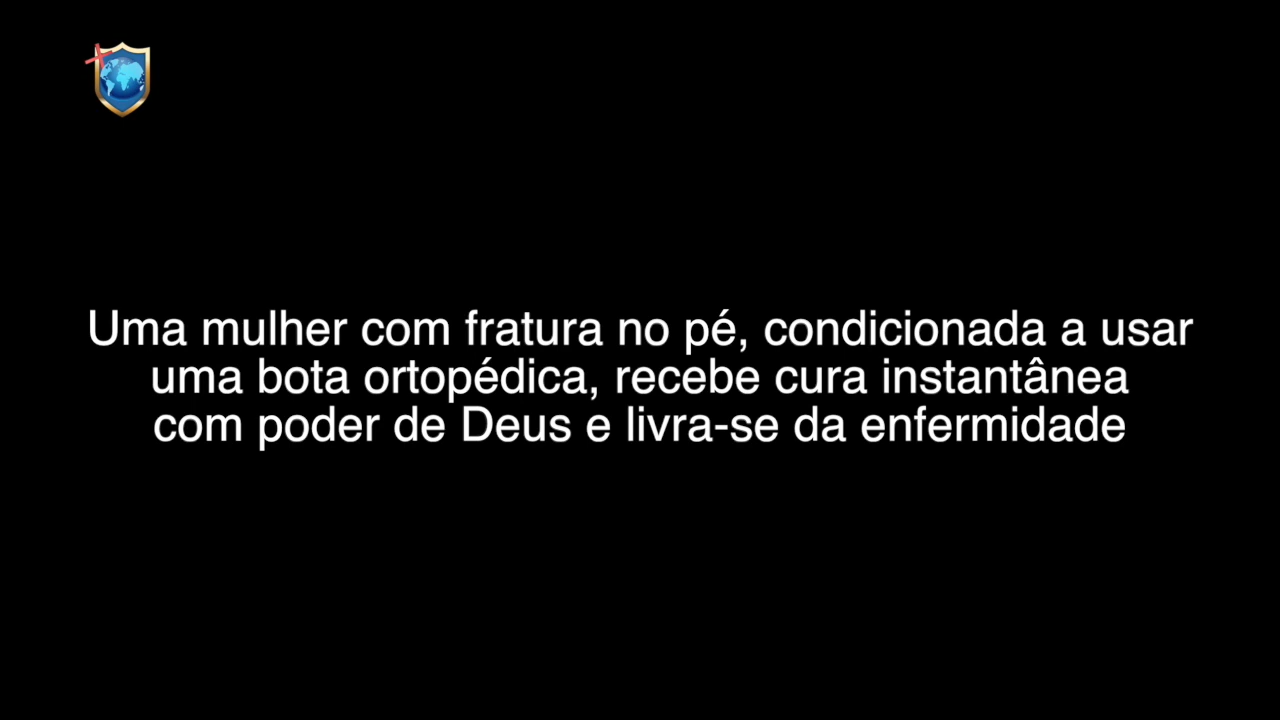 Uma mulher com fratura no pé, condicionada a usar
uma bota ortopédica, recebe cura instantânea
com poder de Deus e livra-se da enfermidade